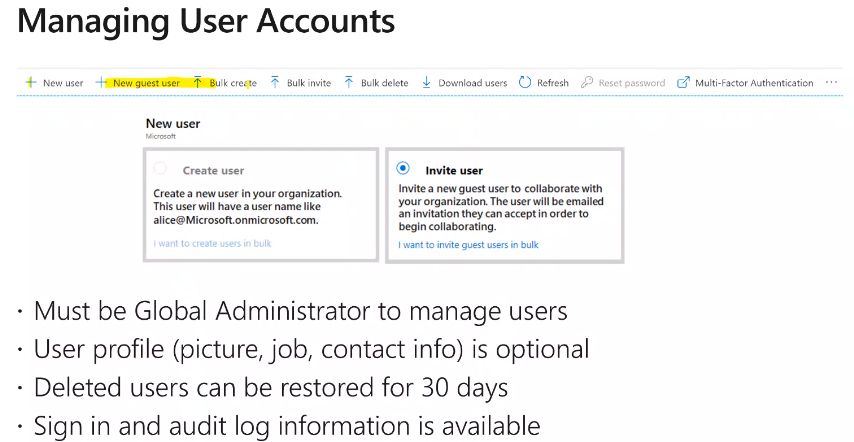 Managing User Accounts
New user New guest user Bulk create Bulk invite Bulk delete Download users Refresh Reset password Multi-Factor Authentication ...
New user
Microsoft
Create user
Create a new user in your organization.
This user will have a user name like
alice@Microsoft.onmicrosoft.com.
I want to create users in bulk
Invite user
Invite a new guest user to collaborate with
your organization. The user will be emailed
an invitation they can accept in order to
begin collaborating.
I want to invite guest users in bulk
· Must be Global Administrator to manage users
· User profile (picture, job, contact info) is optional
· Deleted users can be restored for 30 days
· Sign in and audit log information is available